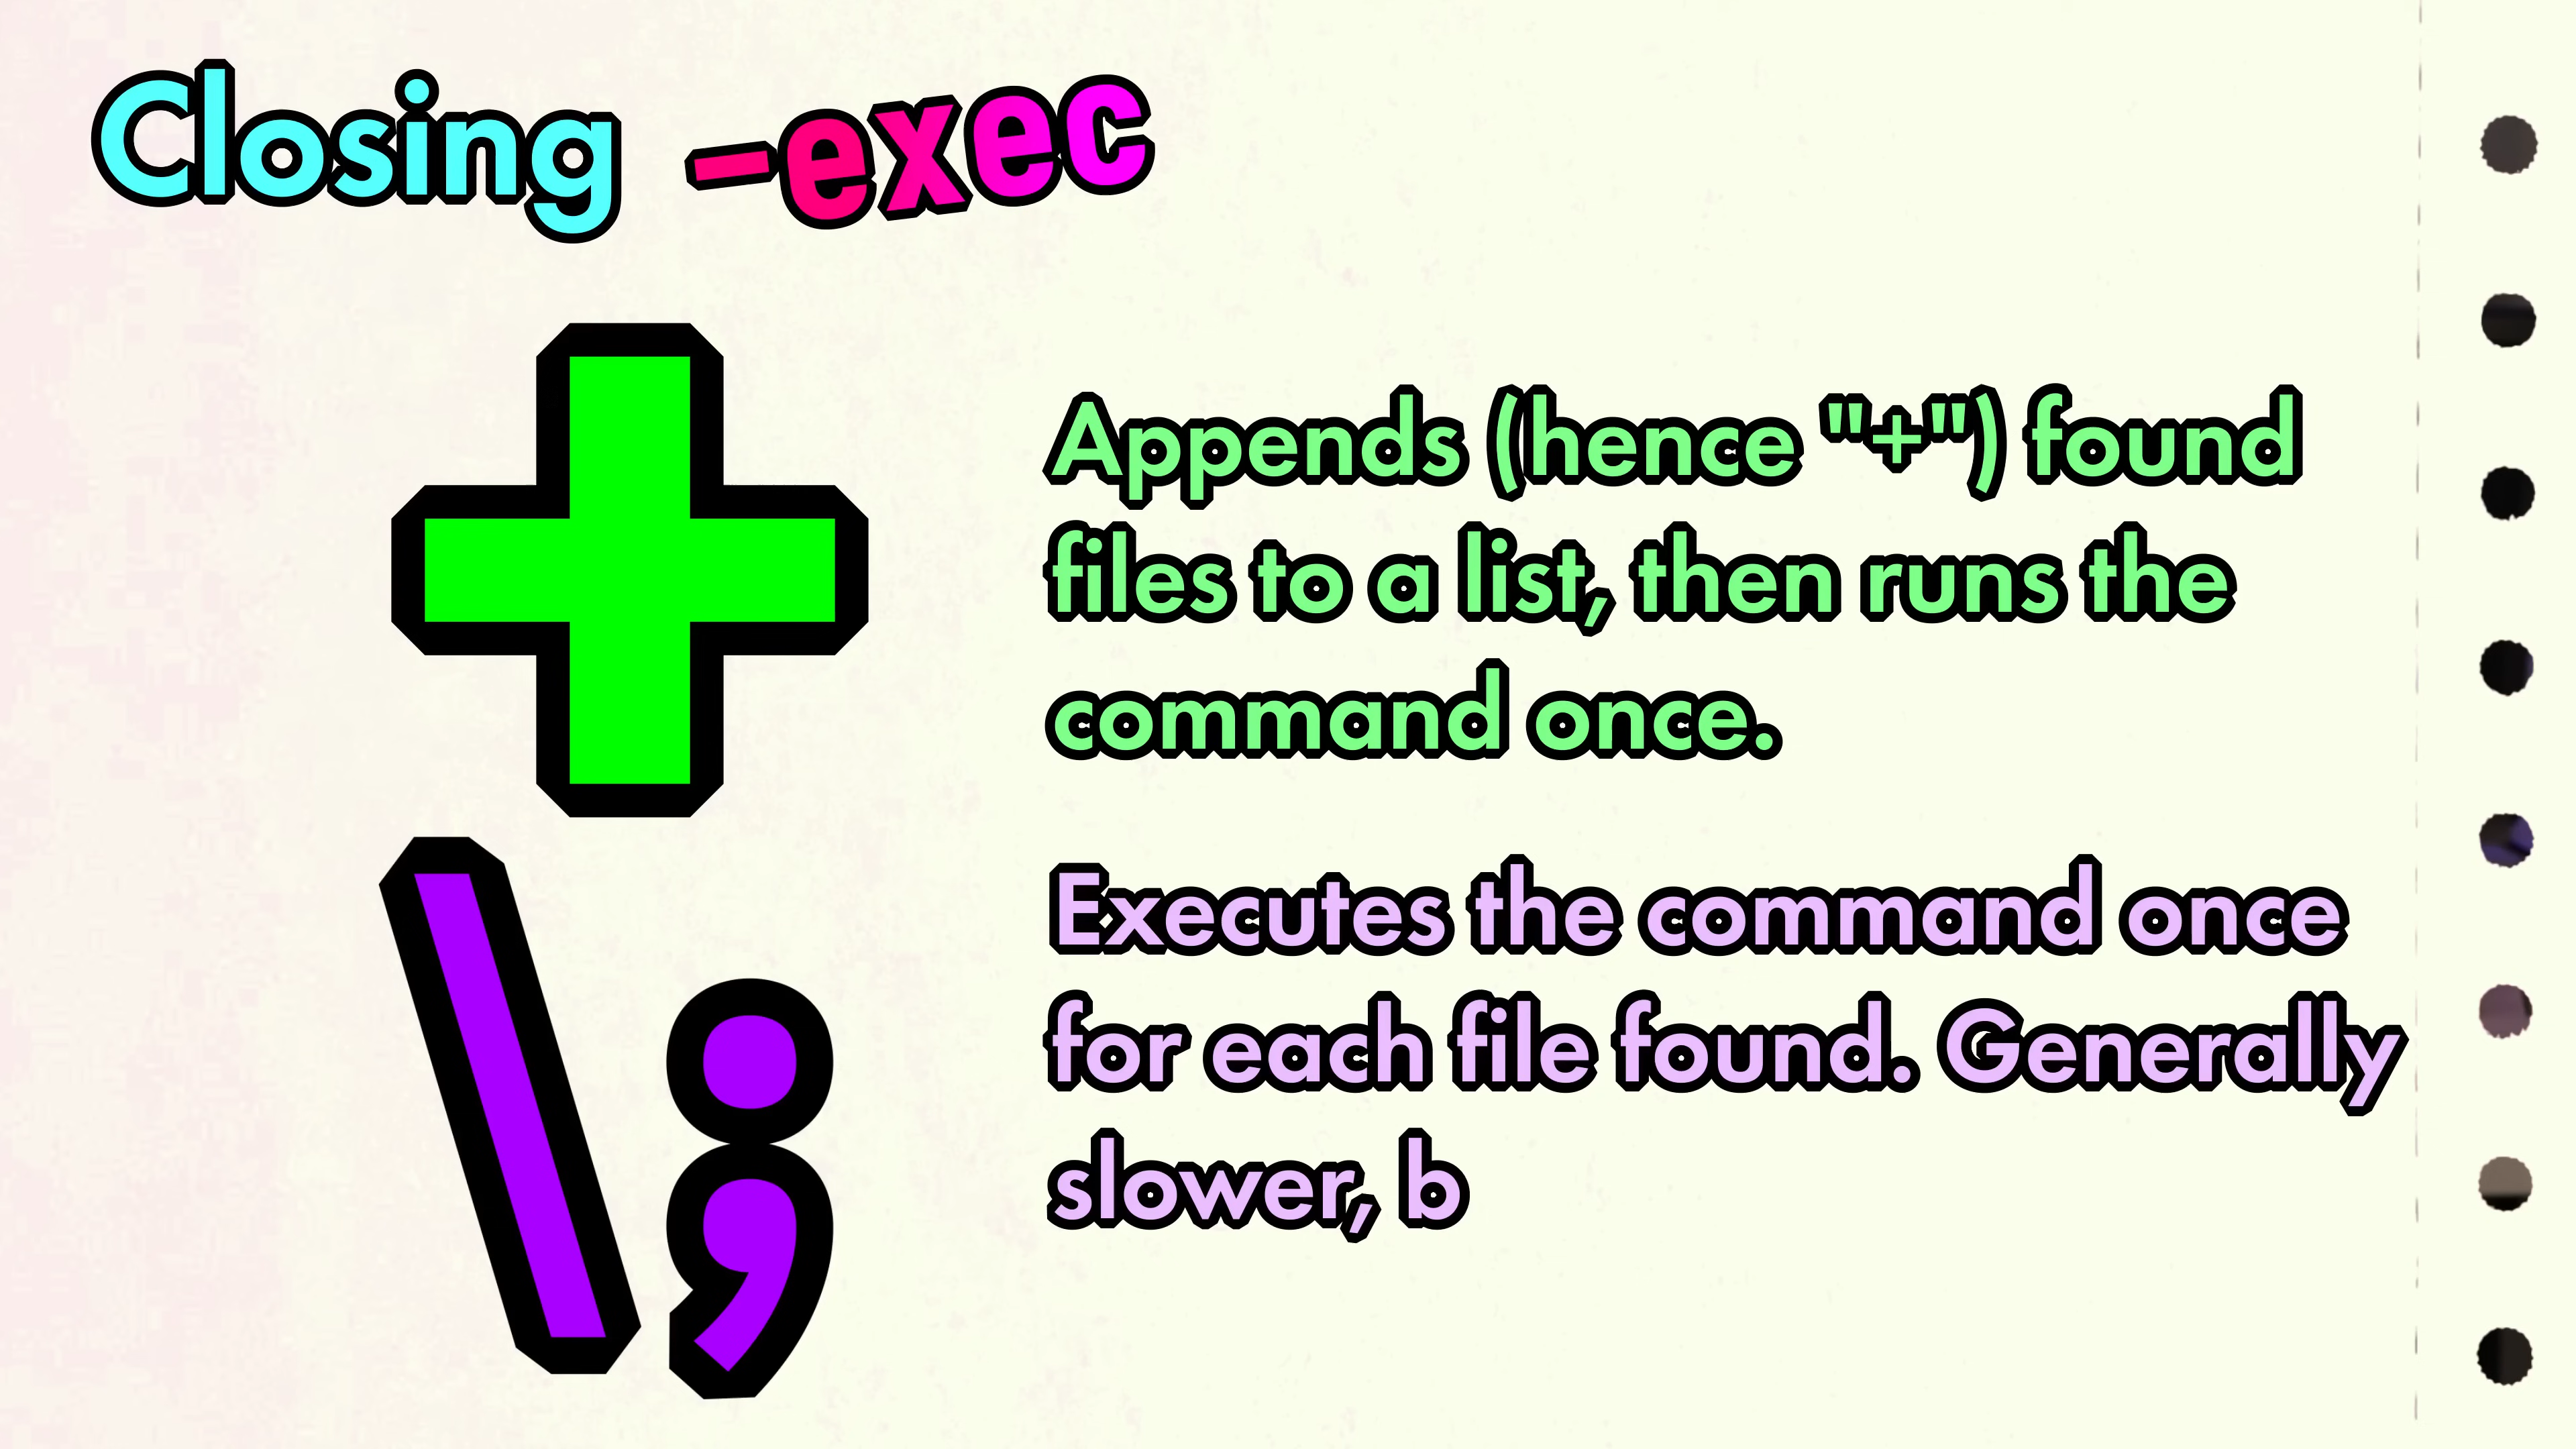 Closing -exec
+
Appends (hence "+") found
files to a list, then runs the
command once.
\;
Executes the command once
for each file found. Generally
slower, b